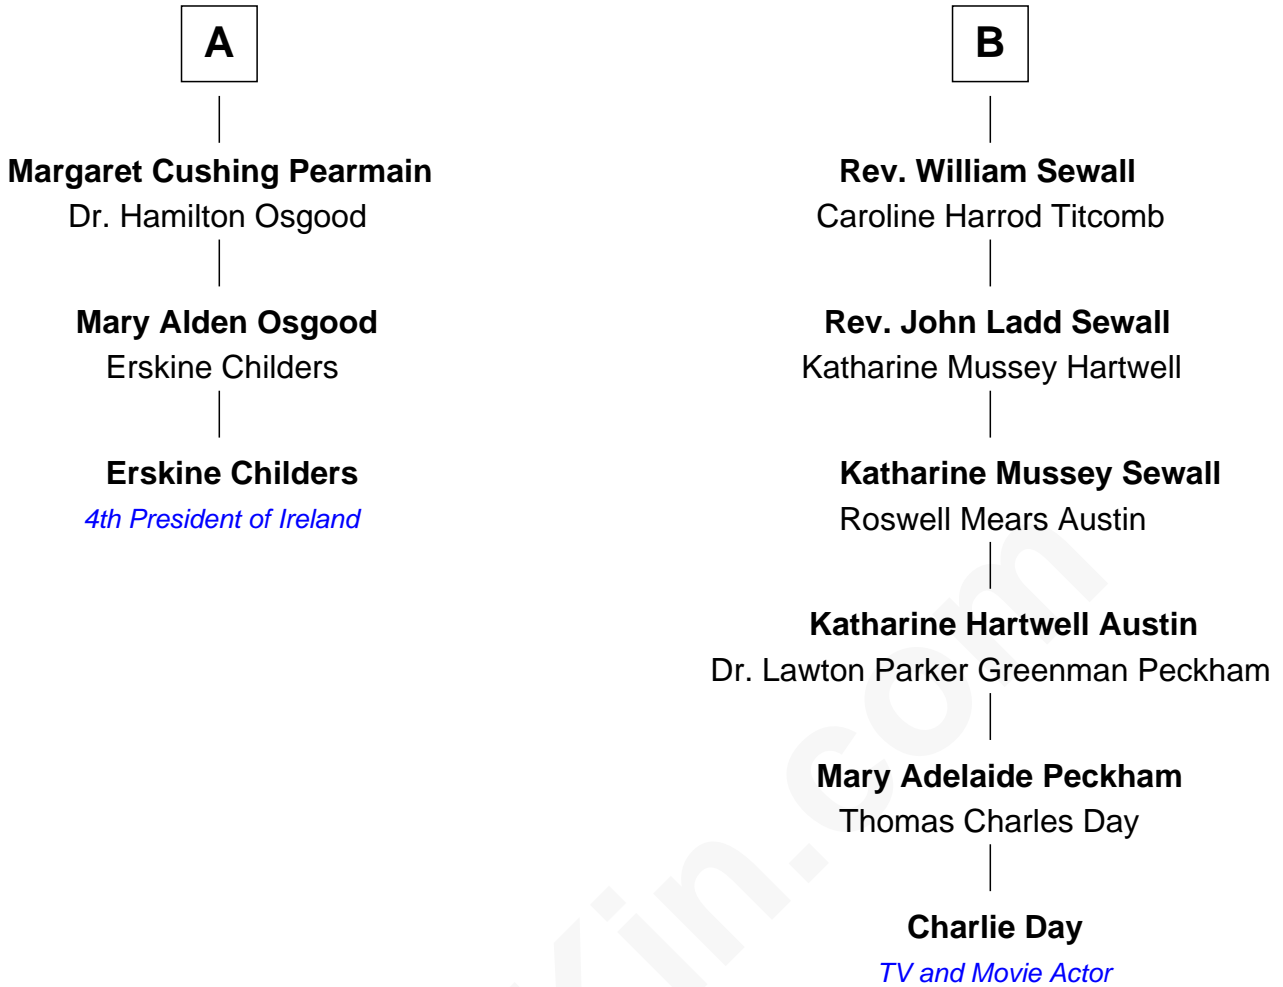 A
Margaret Cushing Pearmain
Dr. Hamilton Osgood
Mary Alden Osgood
Erskine Childers
Erskine Childers
4th President of Ireland
B
Rev. William Sewall
Caroline Harrod Titcomb
Rev. John Ladd Sewall
Katharine Mussey Hartwell
Katharine Mussey Sewall
Roswell Mears Austin
Katharine Hartwell Austin
Dr. Lawton Parker Greenman Peckham
Mary Adelaide Peckham
Thomas Charles Day
Charlie Day
TV and Movie Actor
Kin.com